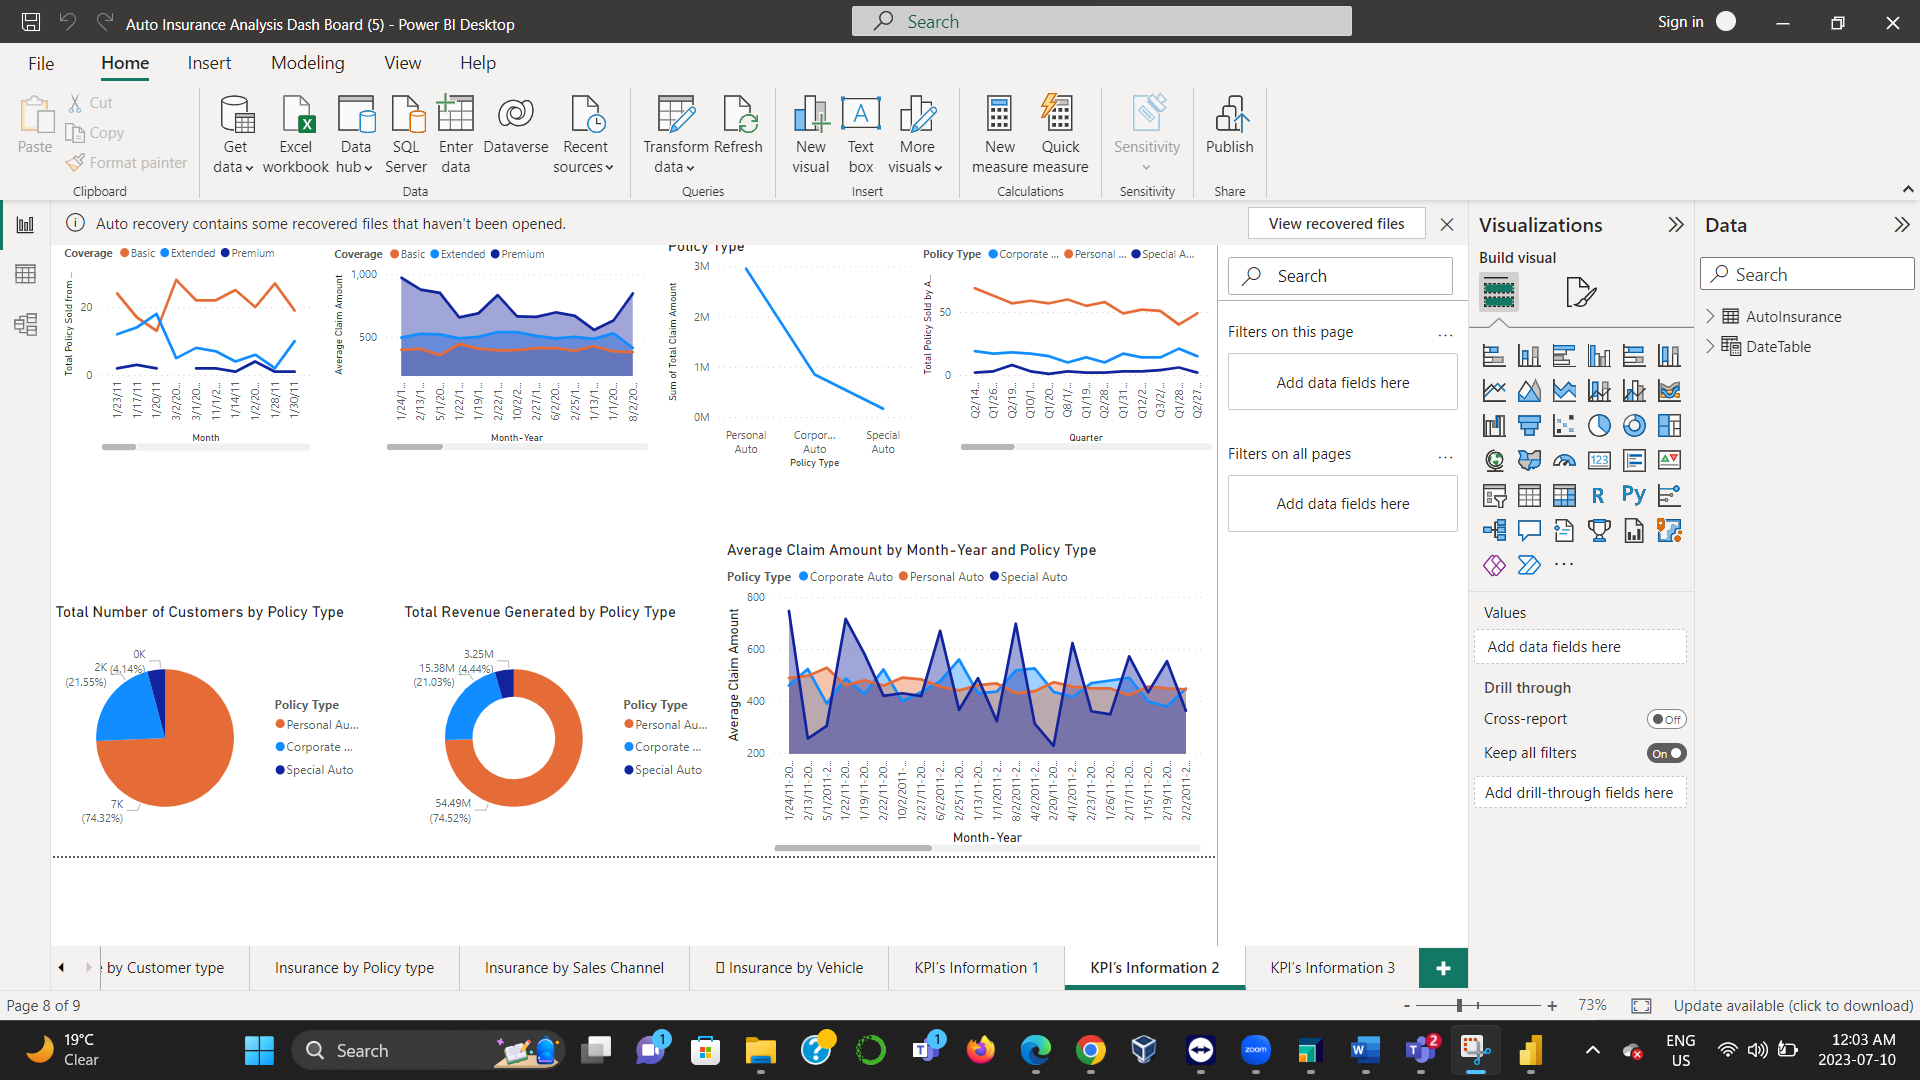 Auto Insurance Analysis Dash Board (5) - Power BI Desktop
Search
Sign in
File Home Insert Modeling View Help
Paste
Cut
Copy
Format painter
Clipboard
Get data
Excel workbook
Data hub
SQL Server
Enter data
Dataverse
Recent sources
Data
Transform data
Refresh
Queries
New visual
Text box
More visuals
Insert
New measure
Quick measure
Calculations
Sensitivity
Sensitivity
Publish
Share
Auto recovery contains some recovered files that haven't been opened.
View recovered files
Coverage Basic Extended Premium
Total Policy Sold from ...
20
0
1/23/11
1/17/11
1/20/11
3/2/20...
3/1/20...
11/1/2...
1/14/11
1/2/20...
1/28/11
1/30/11
Month
Coverage Basic Extended Premium
Average Claim Amount
1,000
500
1/24/1...
2/13/1...
5/1/20...
1/22/1...
1/19/1...
2/22/1...
10/2/2...
2/27/1...
6/2/20...
2/25/1...
1/13/1...
1/1/20...
8/2/20...
Month-Year
Policy Type
Sum of Total Claim Amount
3M
2M
1M
0M
Personal Auto
Corpor... Auto
Special Auto
Policy Type
Policy Type Corporate ... Personal ... Special A...
Total Policy Sold by A...
50
0
Q2/14...
Q1/26...
Q2/19...
Q10/1...
Q1/20...
Q8/1/...
Q1/19...
Q2/28...
Q1/31...
Q12/2...
Q3/2/...
Q1/28...
Q2/27...
Quarter
Total Number of Customers by Policy Type
0K
2K (4.14%)
(21.55%)
7K
(74.32%)
Policy Type
Personal Au...
Corporate ...
Special Auto
Total Revenue Generated by Policy Type
3.25M
15.38M (4.44%)
(21.03%)
54.49M
(74.52%)
Policy Type
Personal Au...
Corporate ...
Special Auto
Average Claim Amount by Month-Year and Policy Type
Policy Type Corporate Auto Personal Auto Special Auto
Average Claim Amount
800
600
400
200
1/24/11-20...
2/13/11-20...
5/1/2011-2...
1/22/11-20...
1/19/11-20...
2/22/11-20...
10/2/2011-...
2/27/11-20...
6/2/2011-2...
2/25/11-20...
1/13/11-20...
1/1/2011-2...
8/2/2011-2...
4/2/2011-2...
2/20/11-20...
4/1/2011-2...
2/23/11-20...
1/26/11-20...
2/17/11-20...
1/15/11-20...
2/19/11-20...
2/2/2011-2...
Month-Year
Search
Filters on this page ...
Add data fields here
Filters on all pages ...
Add data fields here
Visualizations
Build visual
123
R
Py
...
Values
Add data fields here
Drill through
Cross-report Off
Keep all filters On
Add drill-through fields here
Data
Search
AutoInsurance
DateTable
by Customer type
Insurance by Policy type
Insurance by Sales Channel
Insurance by Vehicle
KPI's Information 1
KPI's Information 2
KPI's Information 3
+
Page 8 of 9
- + 73%
Update available (click to download)
19°C
Clear
Search
1
1
zoom
2
ENG
US
12:03 AM
2023-07-10